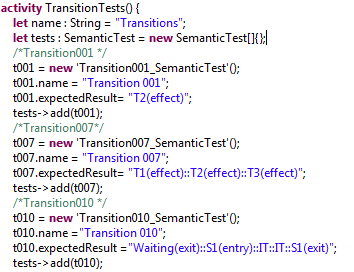 activity TransitionTests() {
let name : String = "Transitions";
let tests : SemanticTest = new SemanticTest[]{};
/*Transition001 */
t001 = new 'Transition001_SemanticTest'();
t001.name = "Transition 001";
t001.expectedResult= "T2(effect)";
tests->add(t001);
/*Transition007*/
t007 = new 'Transition007_SemanticTest'();
t007.name = "Transition 007";
t007.expectedResult= "T1(effect)::T2(effect)::T3(effect)";
tests->add(t007);
/*Transition010 */
t010 = new 'Transition010_SemanticTest'();
t010.name ="Transition 010";
t010.expectedResult ="Waiting(exit)::S1(entry)::IT::IT::S1(exit)";
tests->add(t010);